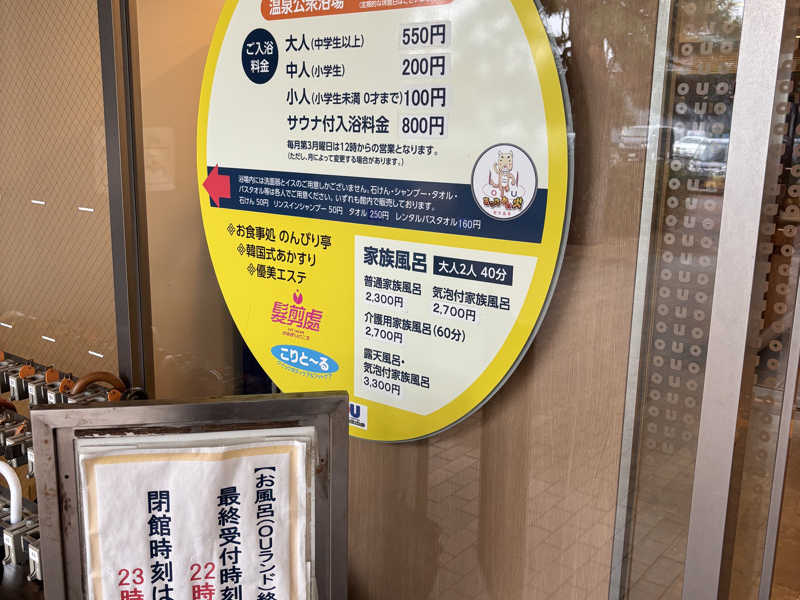 温泉公衆浴場
ご入浴
料金
大人(中学生以上) 550円
中人(小学生) 200円
小人(小学生未満 0才まで) 100円
サウナ付入浴料金 800円
毎月第3月曜日は12時からの営業となります。
(ただし、月によって変更する場合があります。)
浴場内には洗面器とイスのご用意しかございません。石けん・シャンプー・タオル・
バスタオル等は各人でご用意ください。いずれも館内で販売しております。
石けん 50円 リンスインシャンプー 50円 タオル 250円 レンタルバスタオル 160円
※お食事処 のんびり亭
※韓国式あかすり
※優美エステ
髪剪處
こりと〜る
家族風呂 大人2人 40分
普通家族風呂
2,300円
気泡付家族風呂
2,700円
介護用家族風呂(60分)
2,700円
露天風呂・
気泡付家族風呂
3,300円
【お風呂(OUランド)終
最終受付時刻
22時
閉館時刻は
23時